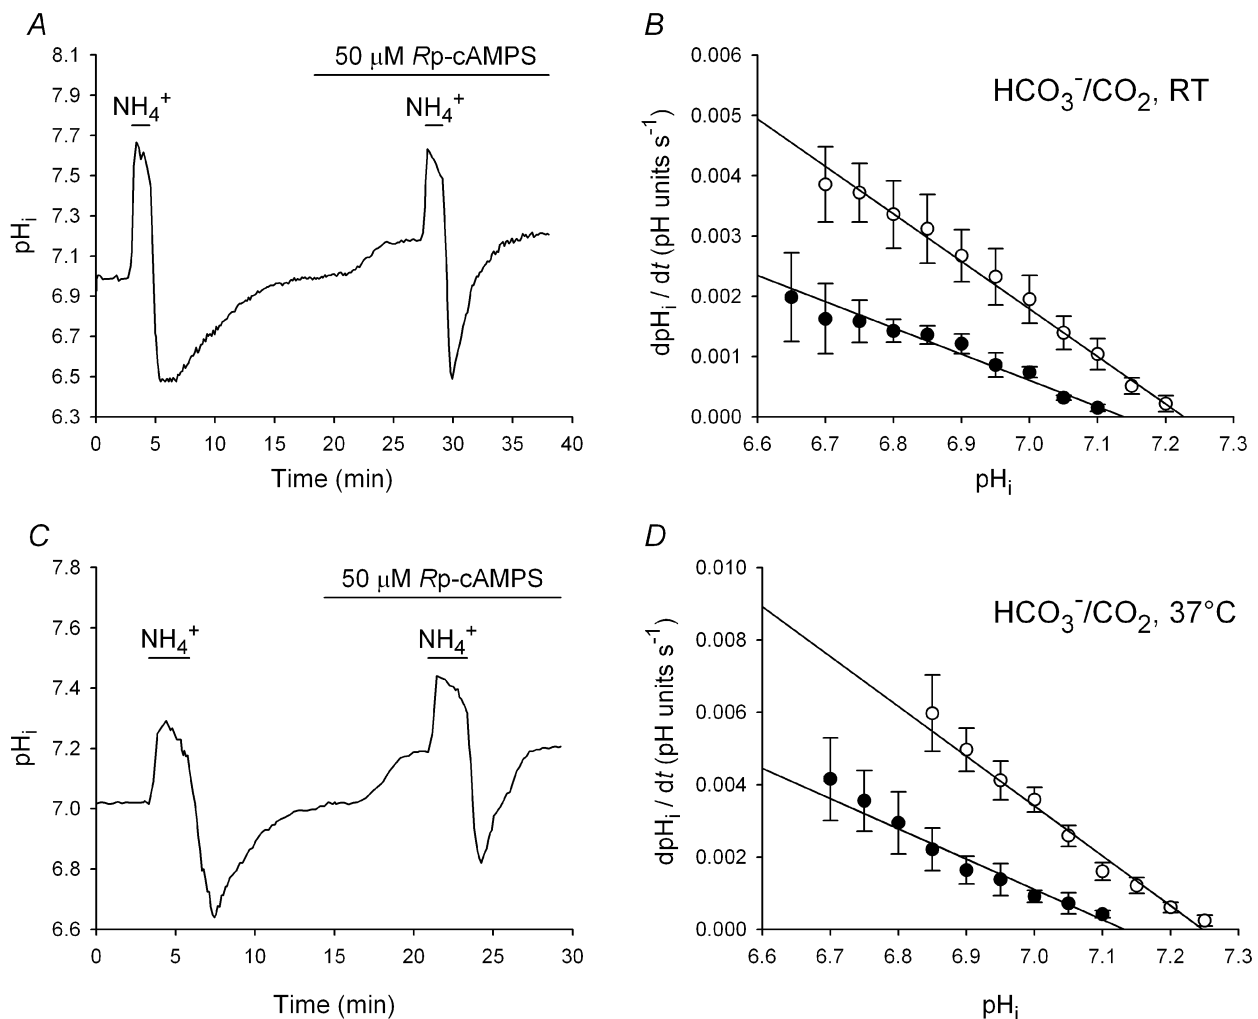 A
50 μM Rp-cAMPS
NH₄⁺
NH₄⁺
8.1
7.9
7.7
7.5
7.3
7.1
6.9
6.7
6.5
6.3
pHᵢ
0 5 10 15 20 25 30 35 40
Time (min)
B
HCO₃⁻/CO₂, RT
0.006
0.005
0.004
0.003
0.002
0.001
0.000
dpHᵢ / dt (pH units s⁻¹)
6.6 6.7 6.8 6.9 7.0 7.1 7.2 7.3
pHᵢ
C
50 μM Rp-cAMPS
NH₄⁺
NH₄⁺
7.8
7.6
7.4
7.2
7.0
6.8
6.6
pHᵢ
0 5 10 15 20 25 30
Time (min)
D
HCO₃⁻/CO₂, 37°C
0.010
0.008
0.006
0.004
0.002
0.000
dpHᵢ / dt (pH units s⁻¹)
6.6 6.7 6.8 6.9 7.0 7.1 7.2 7.3
pHᵢ